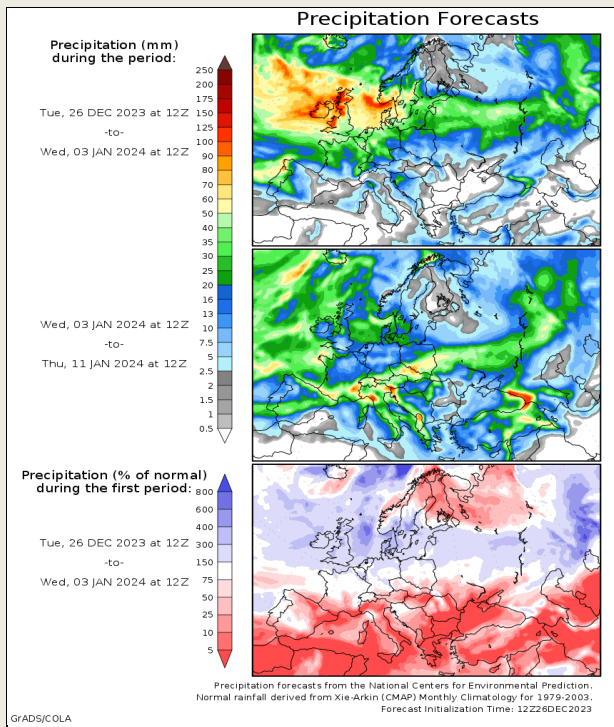 Precipitation Forecasts
Precipitation (mm)
during the period:
Tue, 26 DEC 2023 at 12Z
-to-
Wed, 03 JAN 2024 at 12Z
250
200
175
150
125
100
90
80
70
60
50
40
35
30
25
20
16
13
10
7.5
5
2.5
2
1.5
1
0.5
Wed, 03 JAN 2024 at 12Z
-to-
Thu, 11 JAN 2024 at 12Z
Precipitation (% of normal)
during the first period:
Tue, 26 DEC 2023 at 12Z
-to-
Wed, 03 JAN 2024 at 12Z
800
600
400
300
150
75
50
25
10
5
Precipitation forecasts from the National Centers for Environmental Prediction.
Normal rainfall derived from Xie-Arkin (CMAP) Monthly Climatology for 1979-2003.
Forecast Initialization Time: 12Z26DEC2023
GrADS/COLA